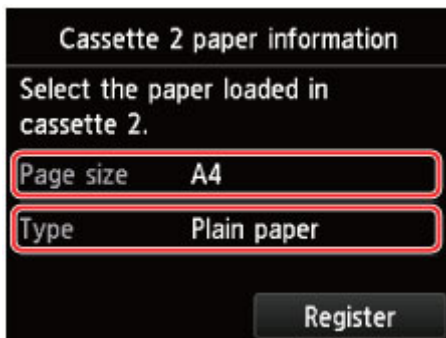 Cassette 2 paper information
Select the paper loaded in
cassette 2.
Page size A4
Type Plain paper
Register